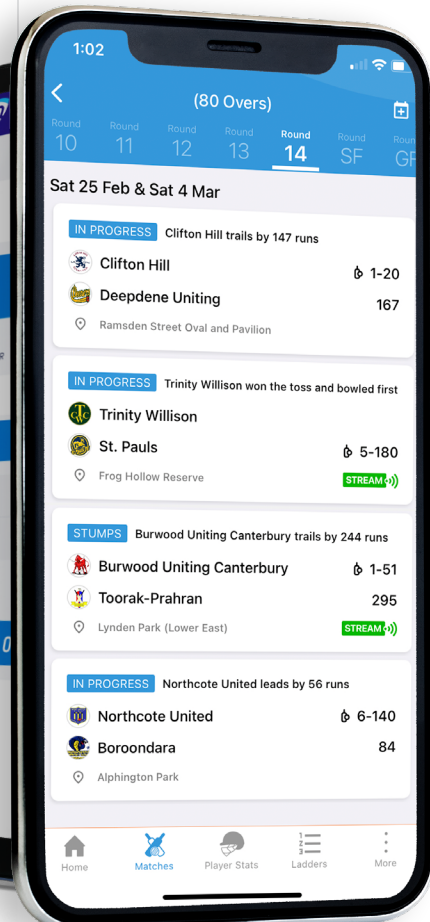 1:02
(80 Overs)
Round Round Round Round Round Round Roun
10 11 12 13 14 SF GF
Sat 25 Feb & Sat 4 Mar
IN PROGRESS Clifton Hill trails by 147 runs
Clifton Hill 1-20
Deepdene Uniting 167
Ramsden Street Oval and Pavilion
IN PROGRESS Trinity Willison won the toss and bowled first
Trinity Willison
St. Pauls 5-180
Frog Hollow Reserve STREAM
STUMPS Burwood Uniting Canterbury trails by 244 runs
Burwood Uniting Canterbury 1-51
Toorak-Prahran 295
Lynden Park (Lower East) STREAM
IN PROGRESS Northcote United leads by 56 runs
Northcote United 6-140
Boroondara 84
Alphington Park
Home Matches Player Stats Ladders More